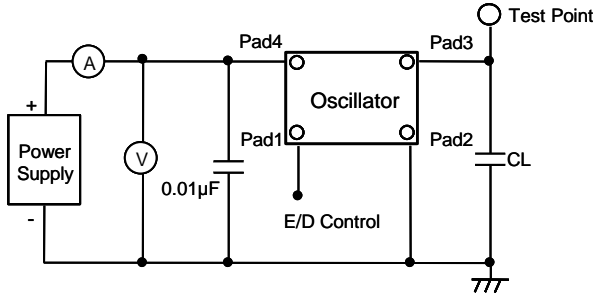 Test Point
Pad4
Pad3
A
Oscillator
+
Pad1
Pad2
Power
Supply
V
CL
0.01µF
-
E/D Control